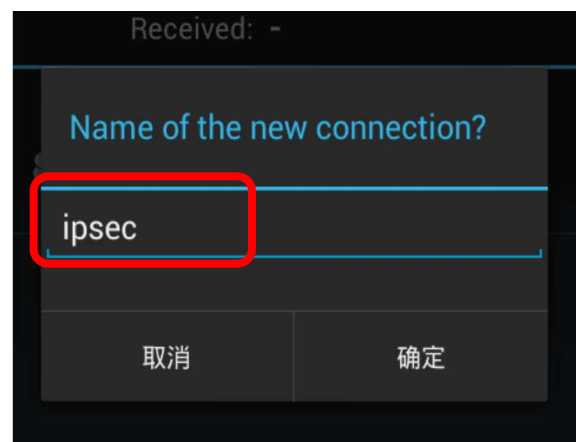 Received: -
Name of the new connection?
ipsec
取消
确定